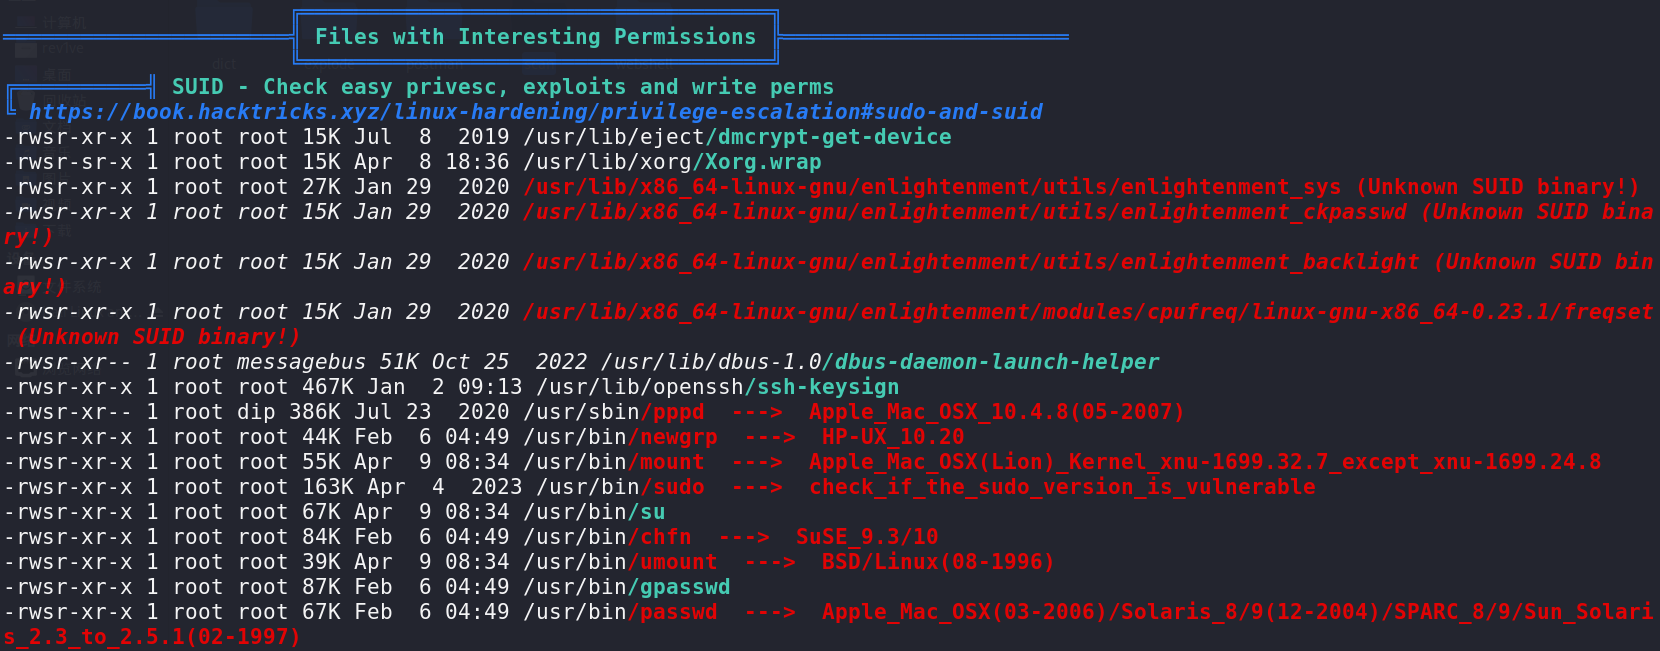 Files with Interesting Permissions
SUID - Check easy privesc, exploits and write perms
https://book.hacktricks.xyz/linux-hardening/privilege-escalation#sudo-and-suid
-rwsr-xr-x 1 root root 15K Jul  8  2019 /usr/lib/eject/dmcrypt-get-device
-rwsr-sr-x 1 root root 15K Apr  8 18:36 /usr/lib/xorg/Xorg.wrap
-rwsr-xr-x 1 root root 27K Jan 29  2020 /usr/lib/x86_64-linux-gnu/enlightenment/utils/enlightenment_sys (Unknown SUID binary!)
-rwsr-xr-x 1 root root 15K Jan 29  2020 /usr/lib/x86_64-linux-gnu/enlightenment/utils/enlightenment_ckpasswd (Unknown SUID bina
ry!)
-rwsr-xr-x 1 root root 15K Jan 29  2020 /usr/lib/x86_64-linux-gnu/enlightenment/utils/enlightenment_backlight (Unknown SUID bin
ary!)
-rwsr-xr-x 1 root root 15K Jan 29  2020 /usr/lib/x86_64-linux-gnu/enlightenment/modules/cpufreq/linux-gnu-x86_64-0.23.1/freqset
 (Unknown SUID binary!)
-rwsr-xr-- 1 root messagebus 51K Oct 25  2022 /usr/lib/dbus-1.0/dbus-daemon-launch-helper
-rwsr-xr-x 1 root root 467K Jan  2 09:13 /usr/lib/openssh/ssh-keysign
-rwsr-xr-- 1 root dip 386K Jul 23  2020 /usr/sbin/pppd  --->  Apple_Mac_OSX_10.4.8(05-2007)
-rwsr-xr-x 1 root root 44K Feb  6 04:49 /usr/bin/newgrp  --->  HP-UX_10.20
-rwsr-xr-x 1 root root 55K Apr  9 08:34 /usr/bin/mount  --->  Apple_Mac_OSX(Lion)_Kernel_xnu-1699.32.7_except_xnu-1699.24.8
-rwsr-xr-x 1 root root 163K Apr  4  2023 /usr/bin/sudo  --->  check_if_the_sudo_version_is_vulnerable
-rwsr-xr-x 1 root root 67K Apr  9 08:34 /usr/bin/su
-rwsr-xr-x 1 root root 84K Feb  6 04:49 /usr/bin/chfn  --->  SuSE_9.3/10
-rwsr-xr-x 1 root root 39K Apr  9 08:34 /usr/bin/umount  --->  BSD/Linux(08-1996)
-rwsr-xr-x 1 root root 87K Feb  6 04:49 /usr/bin/gpasswd
-rwsr-xr-x 1 root root 67K Feb  6 04:49 /usr/bin/passwd  --->  Apple_Mac_OSX(03-2006)/Solaris_8/9(12-2004)/SPARC_8/9/Sun_Solari
s_2.3_to_2.5.1(02-1997)